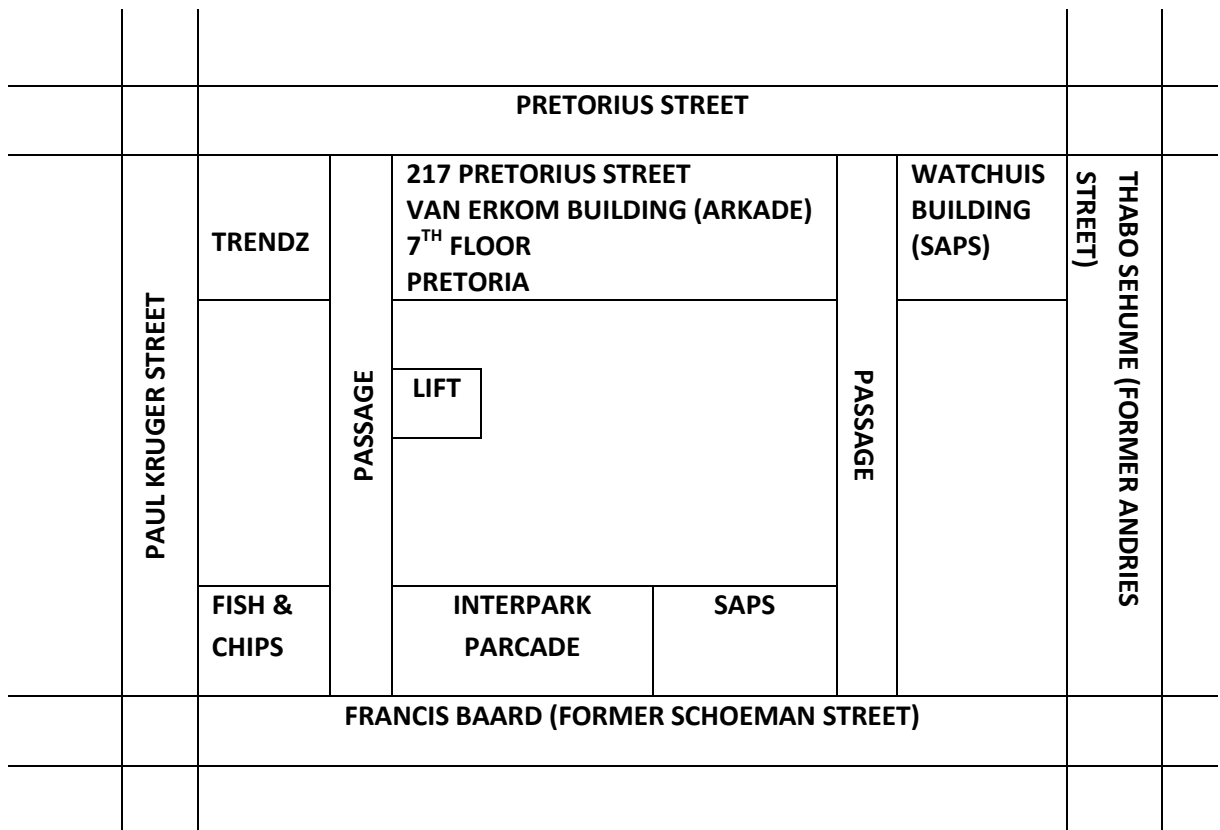 PRETORIUS STREET
217 PRETORIUS STREET
VAN ERKOM BUILDING (ARKADE)
7TH FLOOR
PRETORIA
TRENDZ
WATCHUIS
BUILDING
(SAPS)
THABO SEHUME (FORMER ANDRIES
STREET)
PAUL KRUGER STREET
PASSAGE
LIFT
PASSAGE
FISH &
CHIPS
INTERPARK
PARCADE
SAPS
FRANCIS BAARD (FORMER SCHOEMAN STREET)